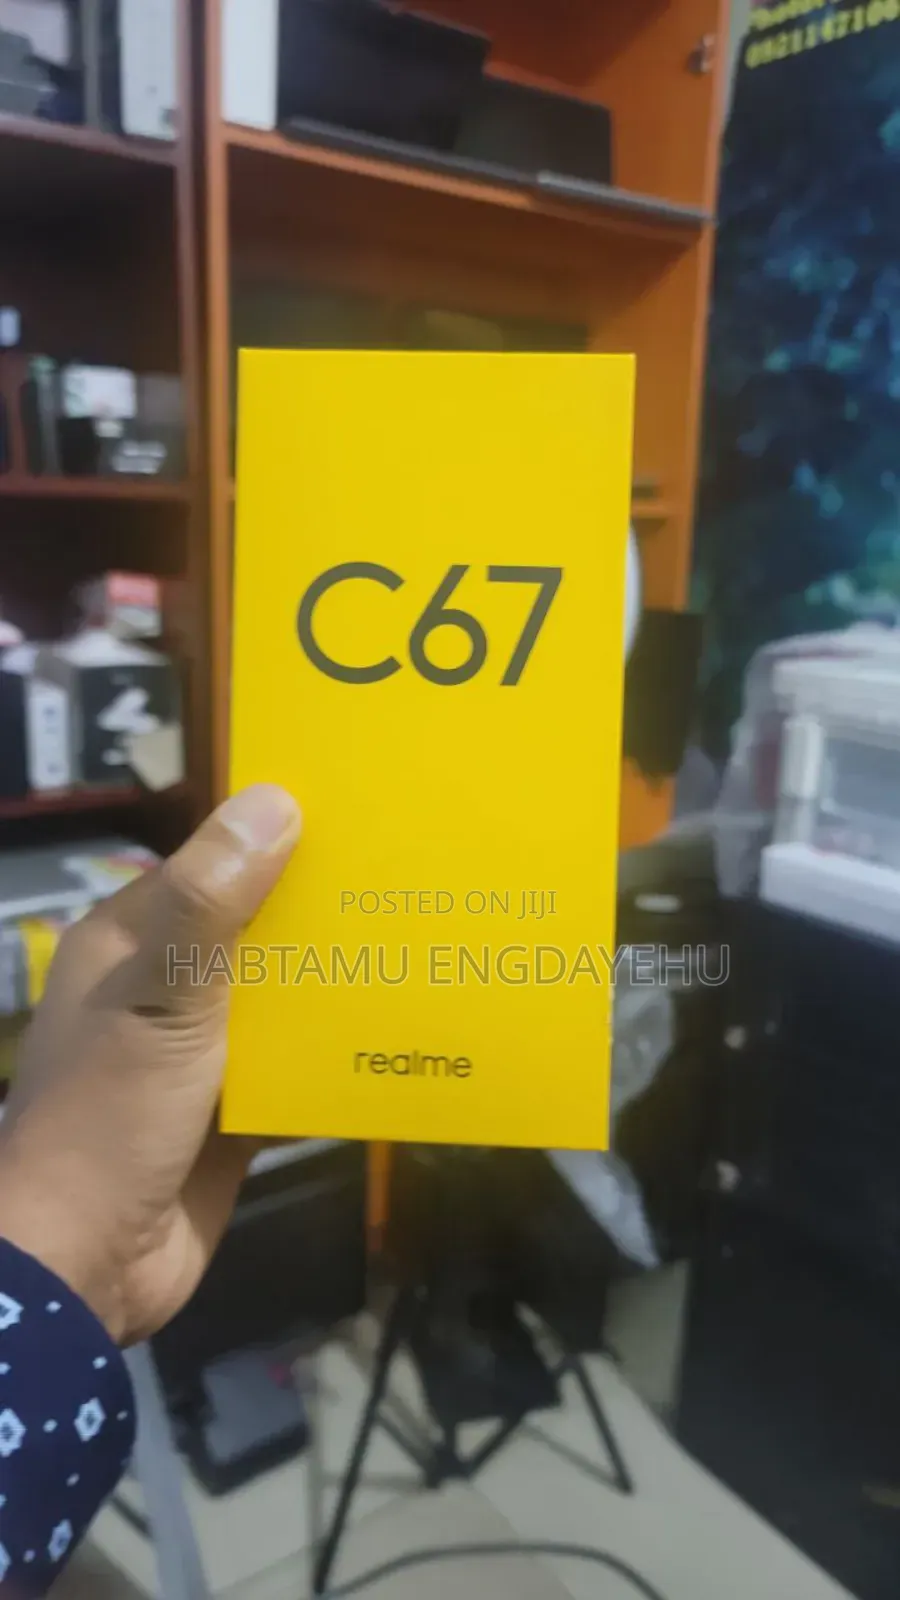 C67
POSTED ON JIJI
HABTAMU ENGDAYEHU
realme